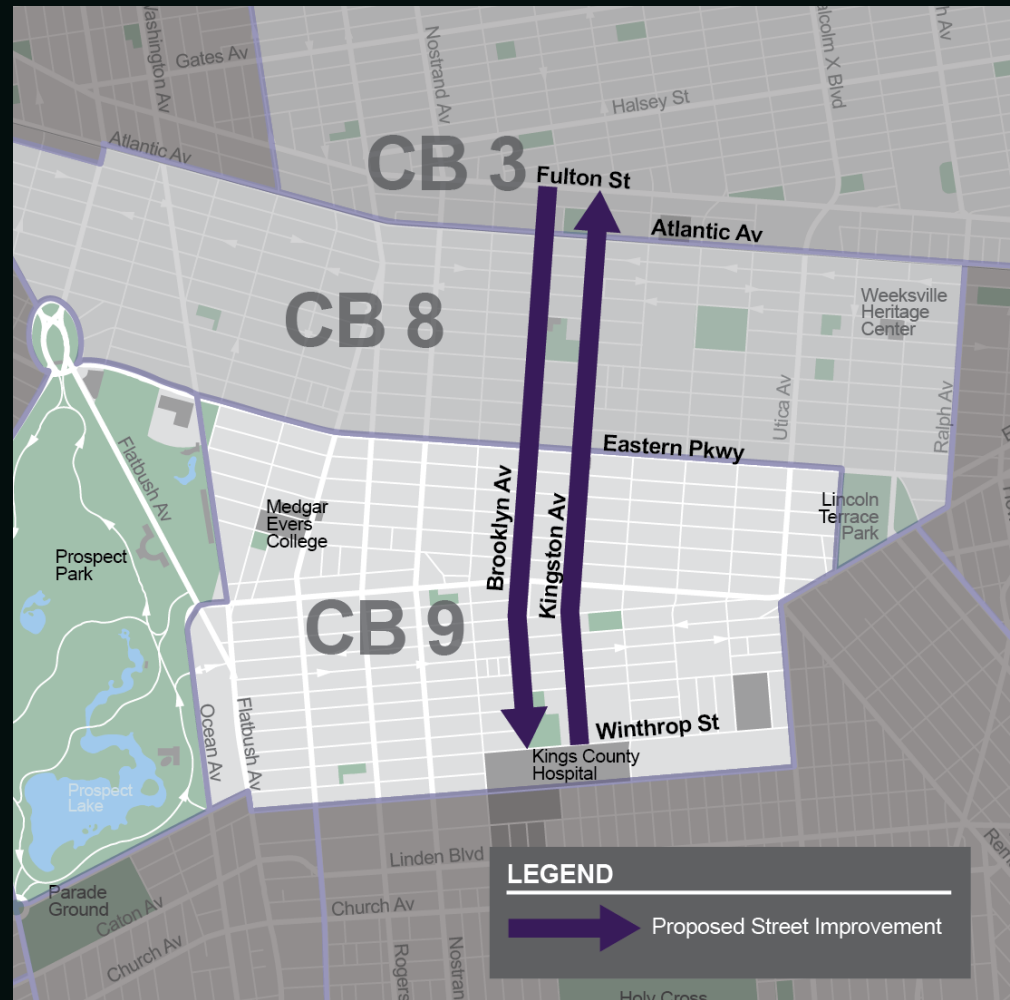 Washington Av
Gates Av
Nostrand Av
Halsey St
Malcolm X Blvd
h Av
Atlantic Av
CB 3
Fulton St
Atlantic Av
CB 8
Weeksville
Heritage
Center
Utica Av
Ralph Av
Flatbush Av
Eastern Pkwy
Brooklyn Av
Kingston Av
Medgar
Evers
College
Lincoln
Terrace
Park
Prospect
Park
CB 9
Ocean Av
Flatbush Av
Winthrop St
Kings County
Hospital
Prospect
Lake
Linden Blvd
Parade
Ground
Caton Av
Church Av
Church Av
Rogers
Nostran
Rem
LEGEND
Proposed Street Improvement
Holy Cross